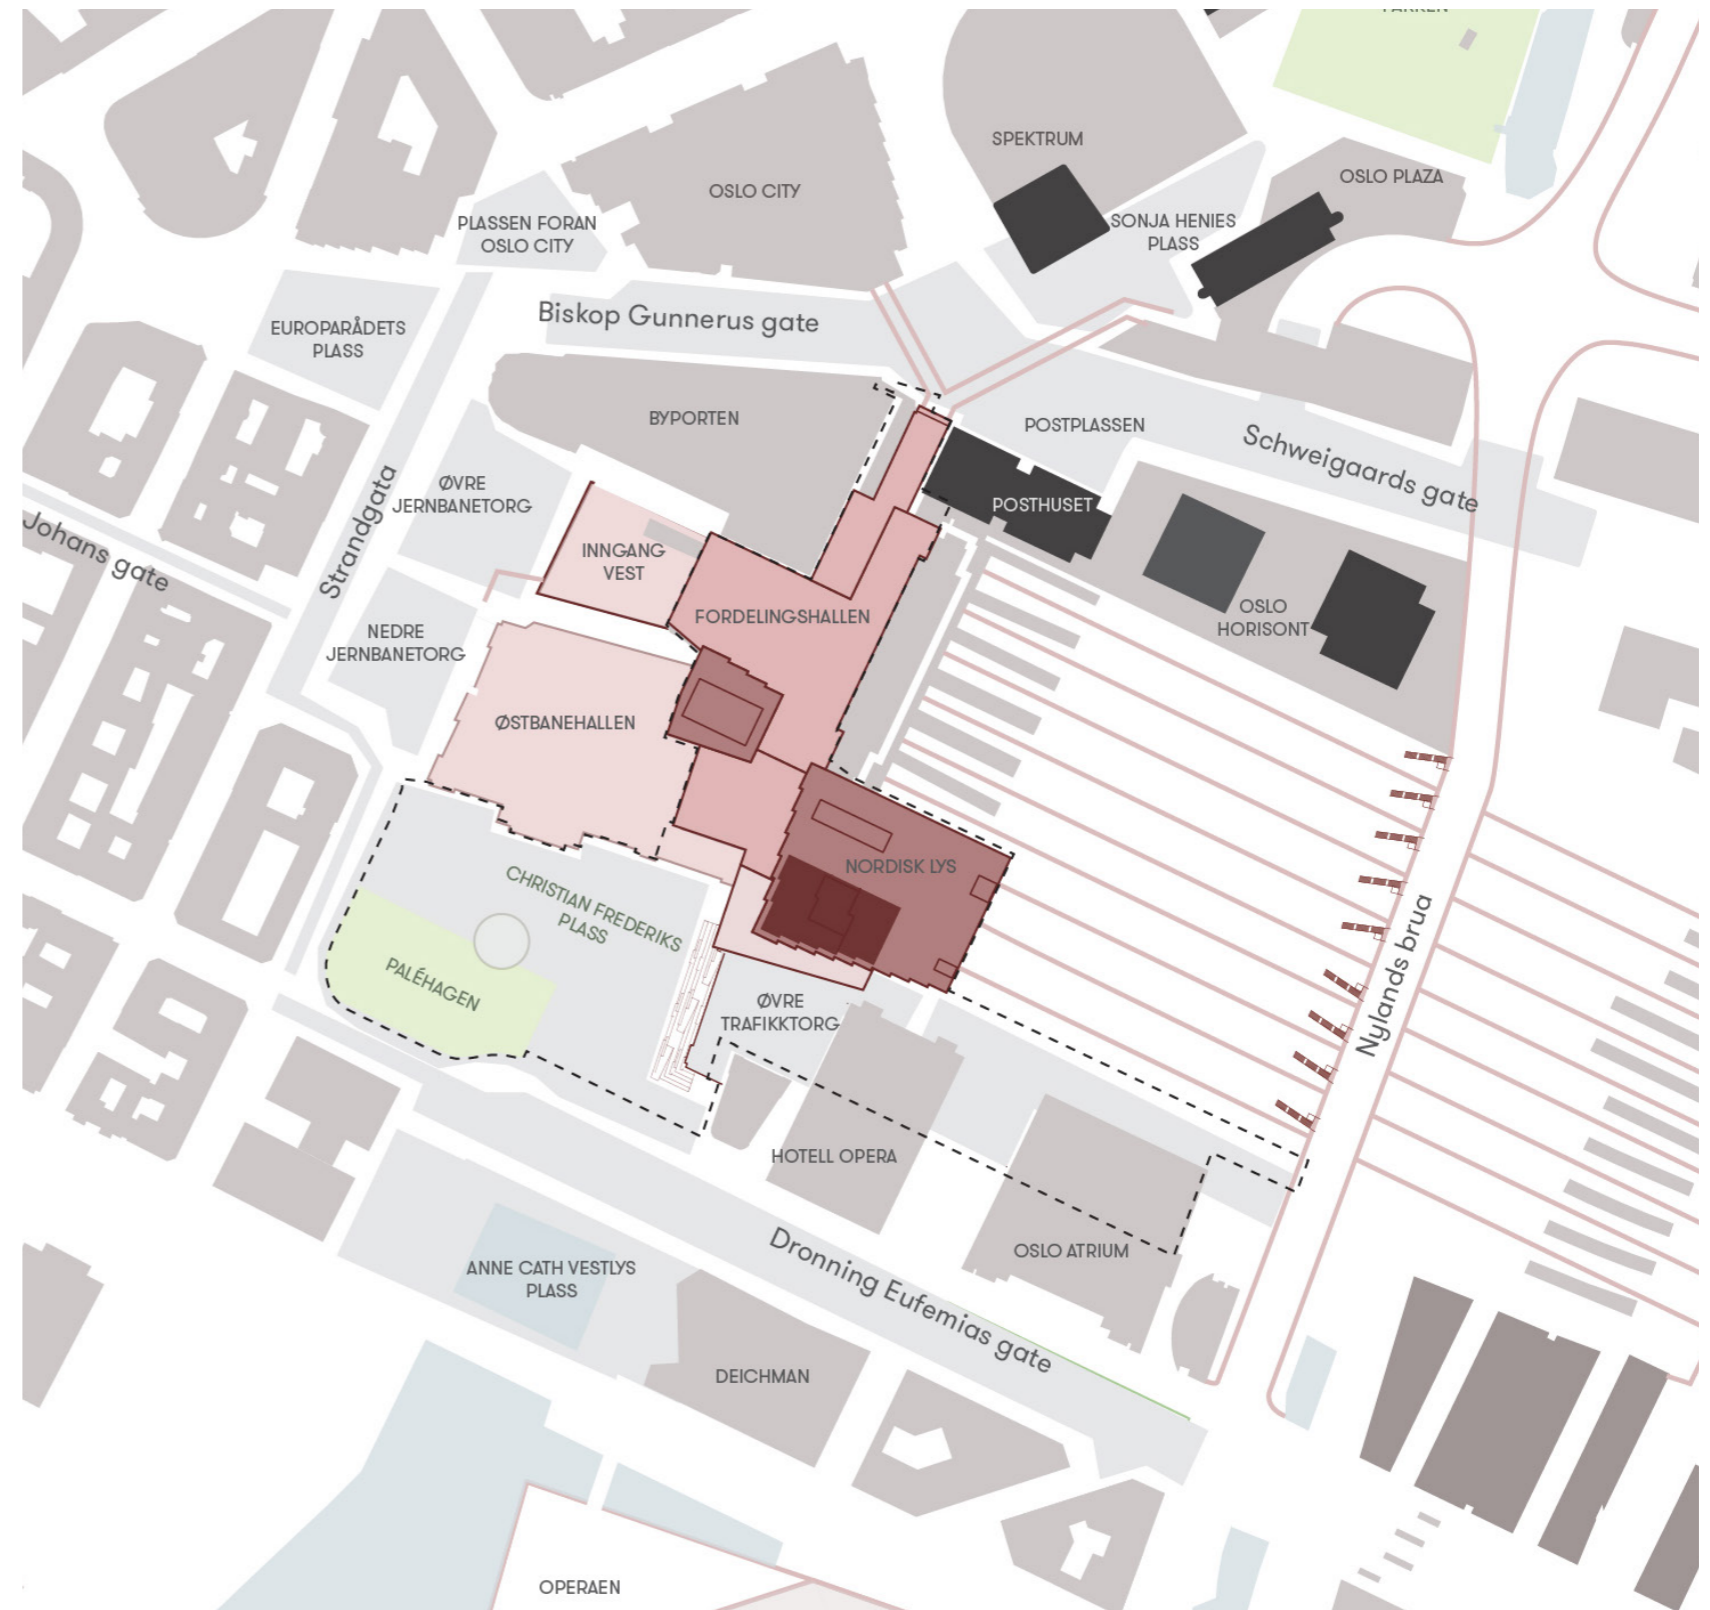 SPEKTRUM
OSLO PLAZA
OSLO CITY
PLASSEN FORAN
OSLO CITY
SONJA HENIES
PLASS
EUROPARÅDETS
PLASS
Biskop Gunnerus gate
BYPORTEN
POSTPLASSEN
Schweigaards gate
ØVRE
JERNBANETORG
Strandgata
POSTHUSET
Johans gate
INNGANG
VEST
FORDELINGSHALLEN
OSLO
HORISONT
NEDRE
JERNBANETORG
ØSTBANEHALLEN
NORDISK LYS
CHRISTIAN FREDERIKS
PLASS
PALÉHAGEN
ØVRE
TRAFIKKTORG
Nylands brua
HOTELL OPERA
OSLO ATRIUM
Dronning Eufemias gate
ANNE CATH VESTLYS
PLASS
DEICHMAN
OPERAEN